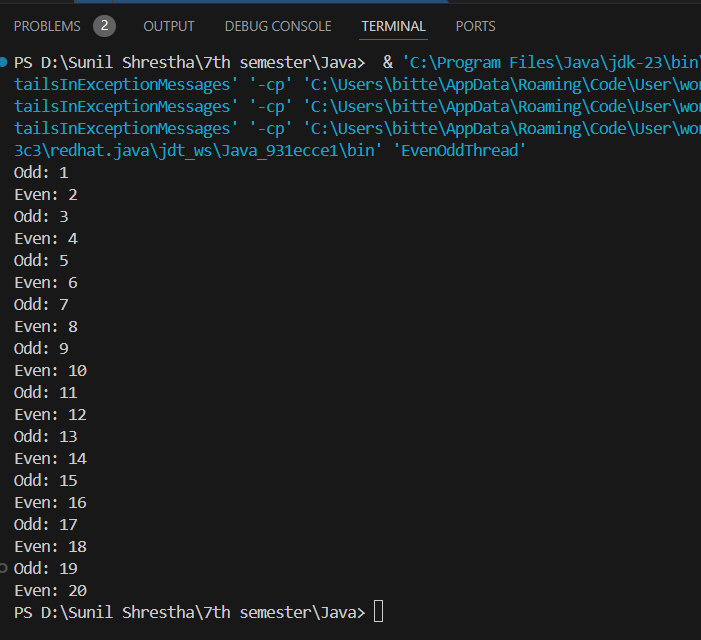 PROBLEMS 2 OUTPUT DEBUG CONSOLE TERMINAL PORTS
PS D:\Sunil Shrestha\7th semester\Java> & 'C:\Program Files\Java\jdk-23\bin\
tailsInExceptionMessages' '-cp' 'C:\Users\bitte\AppData\Roaming\Code\User\wor
tailsInExceptionMessages' '-cp' 'C:\Users\bitte\AppData\Roaming\Code\User\wor
tailsInExceptionMessages' '-cp' 'C:\Users\bitte\AppData\Roaming\Code\User\wor
3c3\redhat.java\jdt_ws\Java_931ecce1\bin' 'EvenOddThread'
Odd: 1
Even: 2
Odd: 3
Even: 4
Odd: 5
Even: 6
Odd: 7
Even: 8
Odd: 9
Even: 10
Odd: 11
Even: 12
Odd: 13
Even: 14
Odd: 15
Even: 16
Odd: 17
Even: 18
Odd: 19
Even: 20
PS D:\Sunil Shrestha\7th semester\Java>